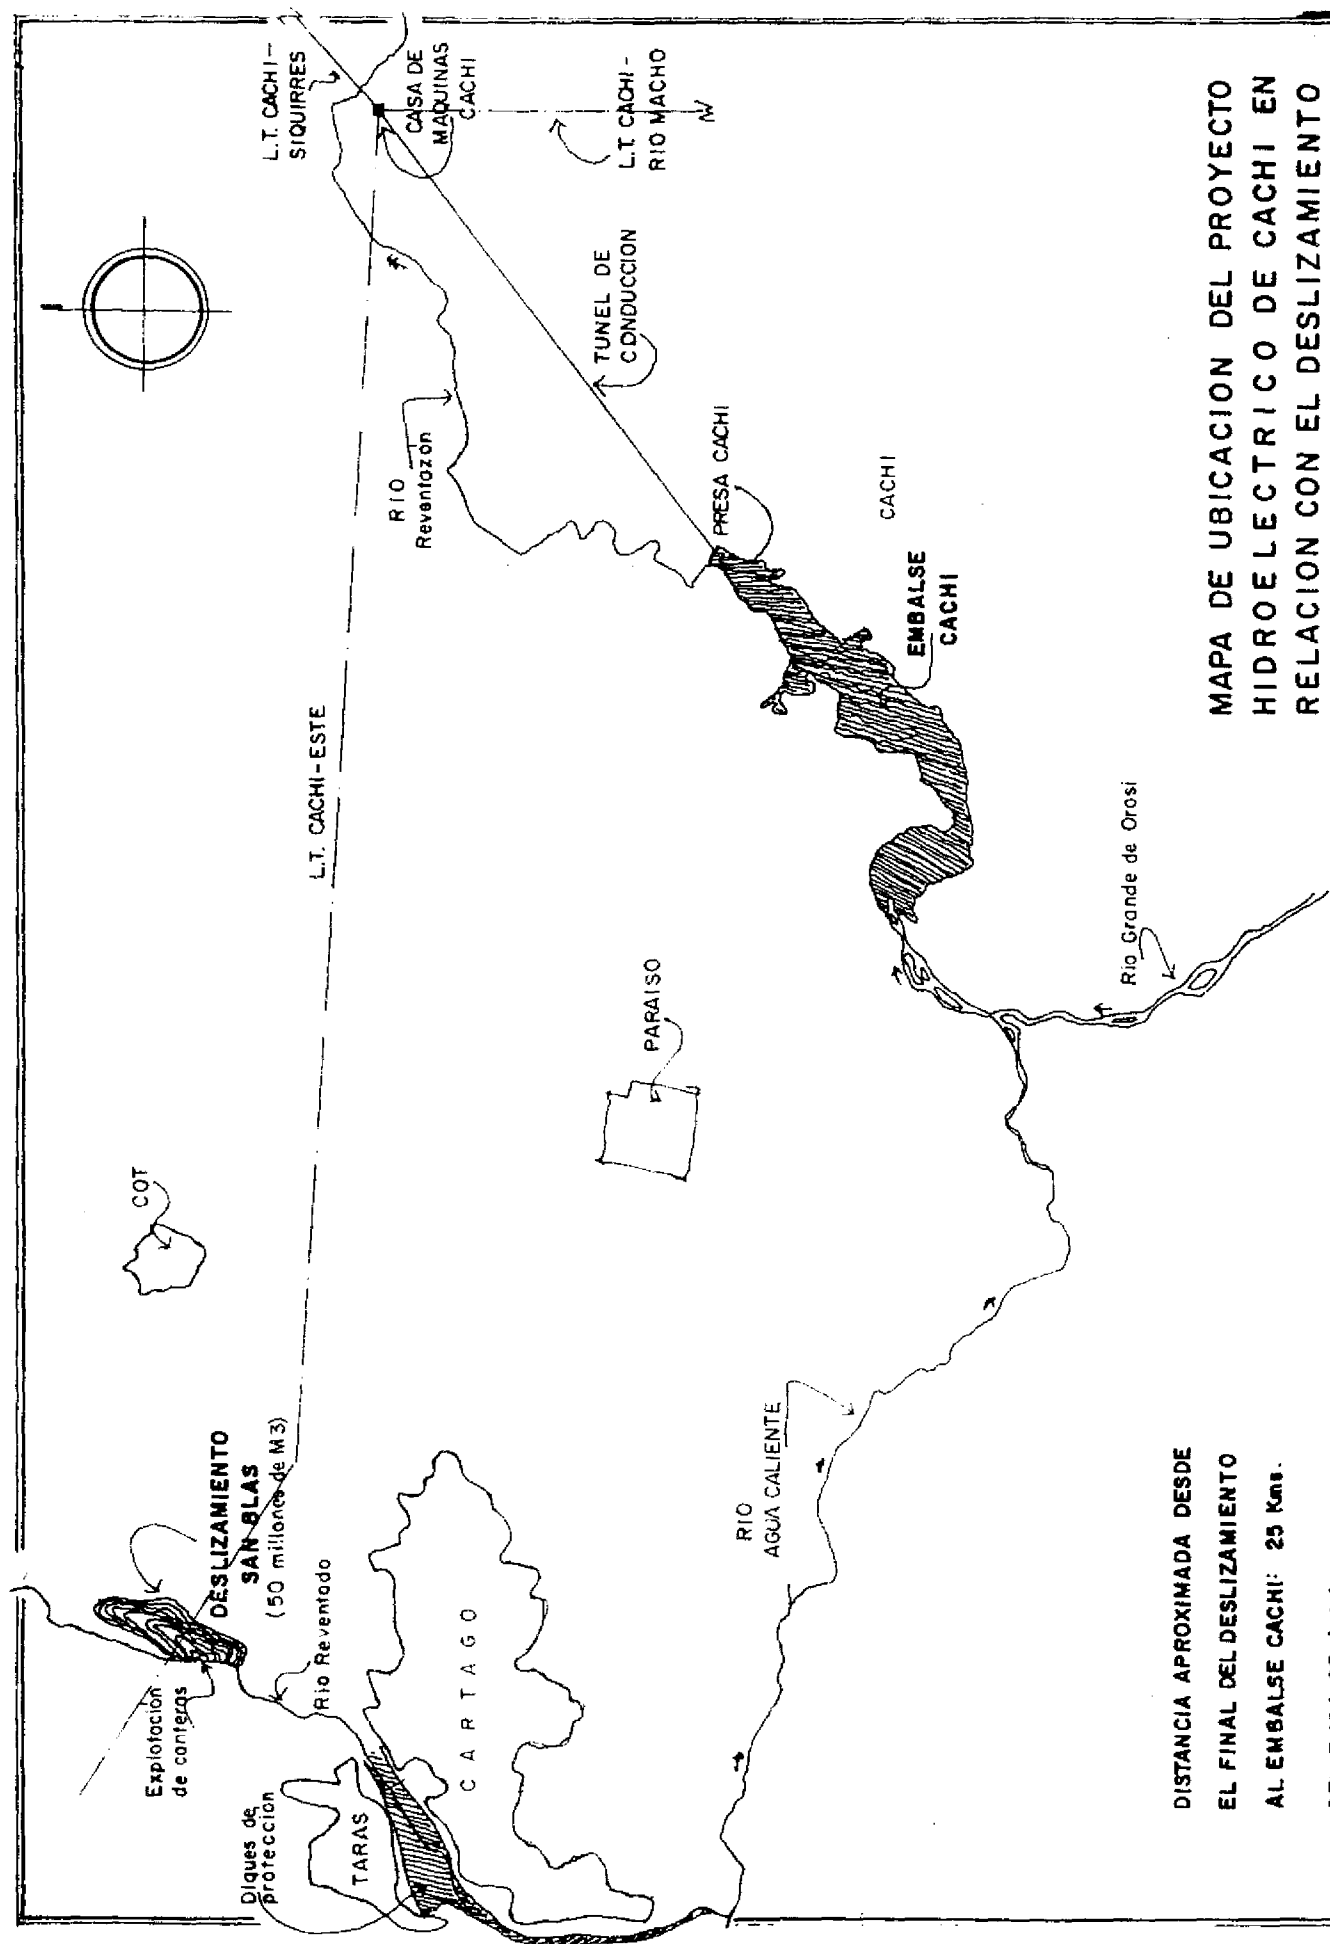 L.T. CACHI-
SIQUIRRES
CASA DE
MAQUINAS
CACHI
L.T. CACHI-
RIO MACHO
TUNEL DE
CONDUCCION
RIO
Reventazón
PRESA CACHI
CACHI
EMBALSE
CACHI
L.T. CACHI-ESTE
Rio Grande de Orosi
PARAISO
COT
DESLIZAMIENTO
SAN BLAS
(50 millones de M3)
Explotación
de canteras
Rio Reventado
Diques de
protección
TARAS
CARTAGO
RIO
AGUA CALIENTE
MAPA DE UBICACION DEL PROYECTO
HIDROELECTRICO DE CACHI EN
RELACION CON EL DESLIZAMIENTO
DISTANCIA APROXIMADA DESDE
EL FINAL DEL DESLIZAMIENTO
AL EMBALSE CACHI: 25 Kms.